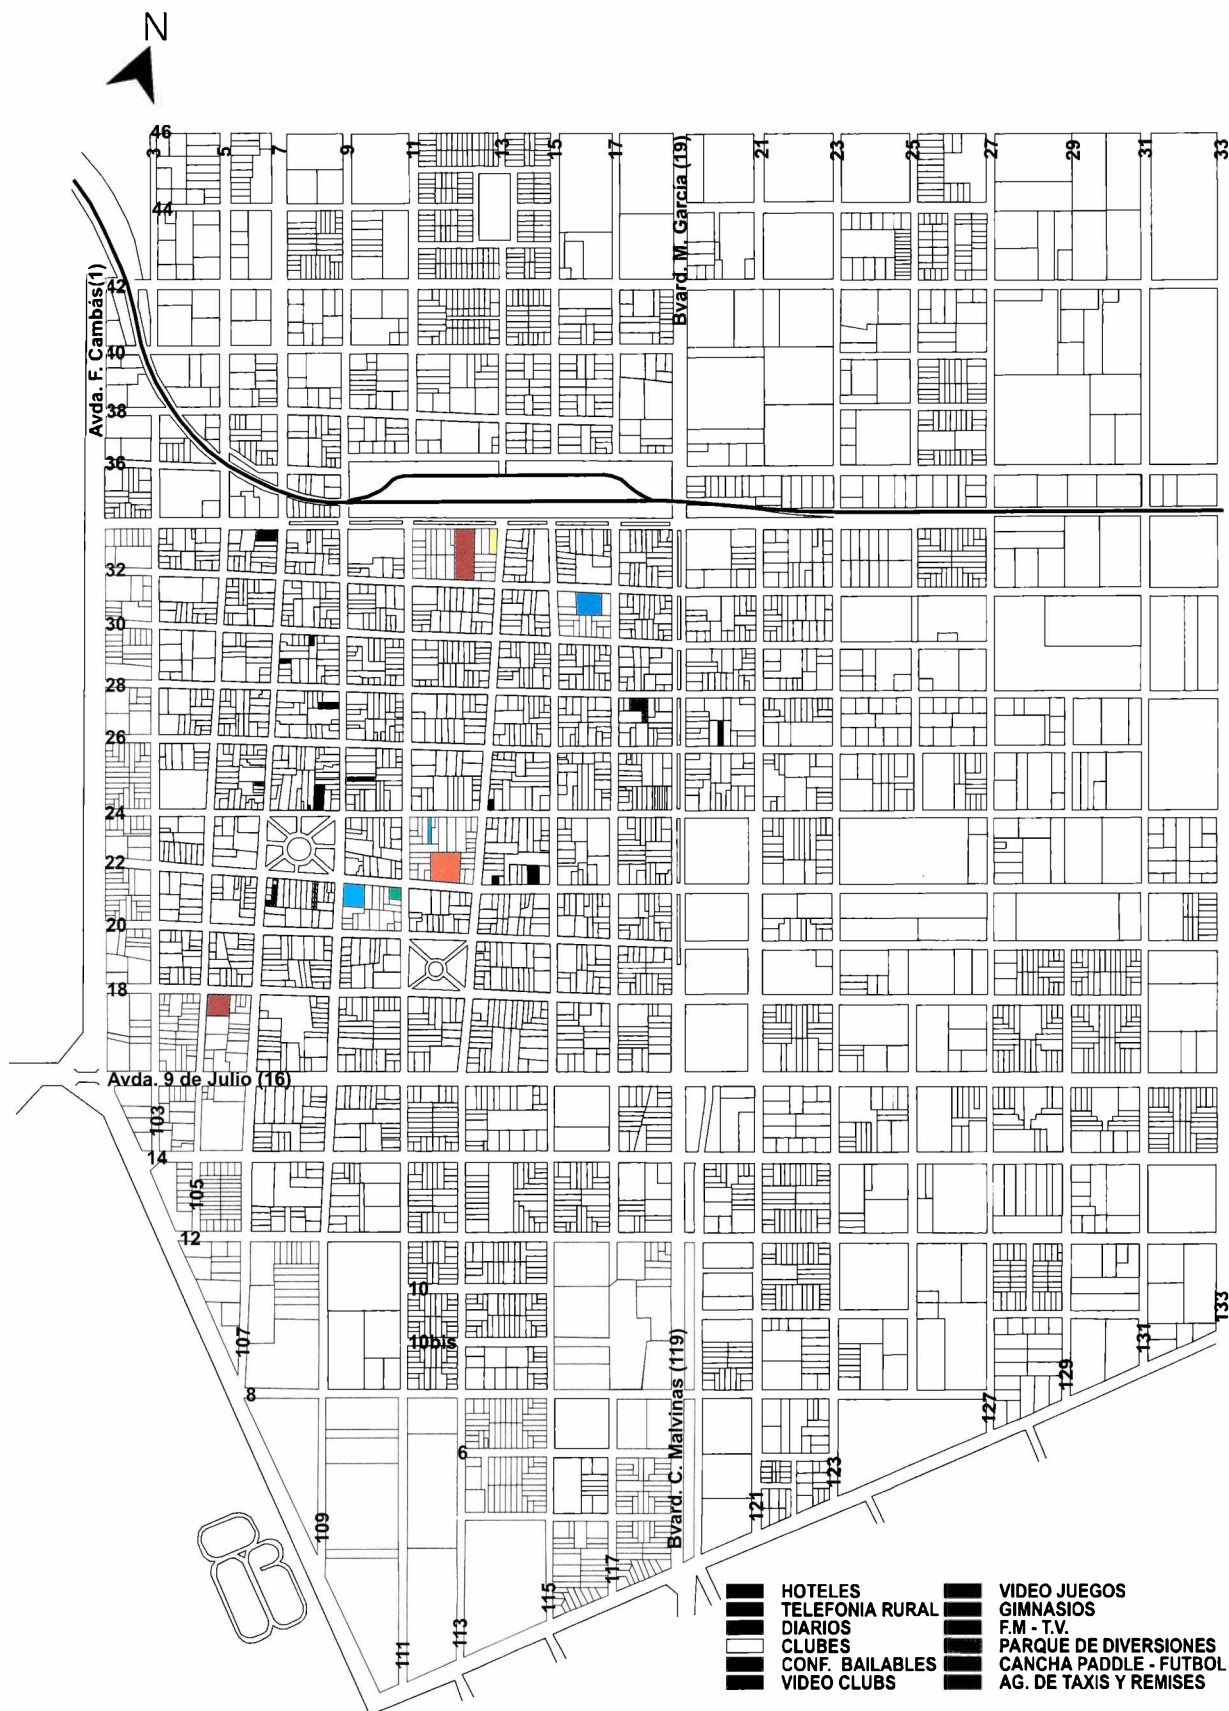 N
46
3
5
7
9
11
13
15
17
Bvard. M. García (19)
21
23
25
27
29
31
33
44
42
Avda. F. Cambás(1)
40
38
36
32
30
28
26
24
22
20
18
Avda. 9 de Julio (16)
103
14
105
12
10
10bis
107
8
6
109
111
113
115
117
Bvard. C. Malvinas (119)
121
123
127
129
131
133
HOTELES
TELEFONIA RURAL
DIARIOS
CLUBES
CONF. BAILABLES
VIDEO CLUBS
VIDEO JUEGOS
GIMNASIOS
F.M - T.V.
PARQUE DE DIVERSIONES
CANCHA PADDLE - FUTBOL
AG. DE TAXIS Y REMISES